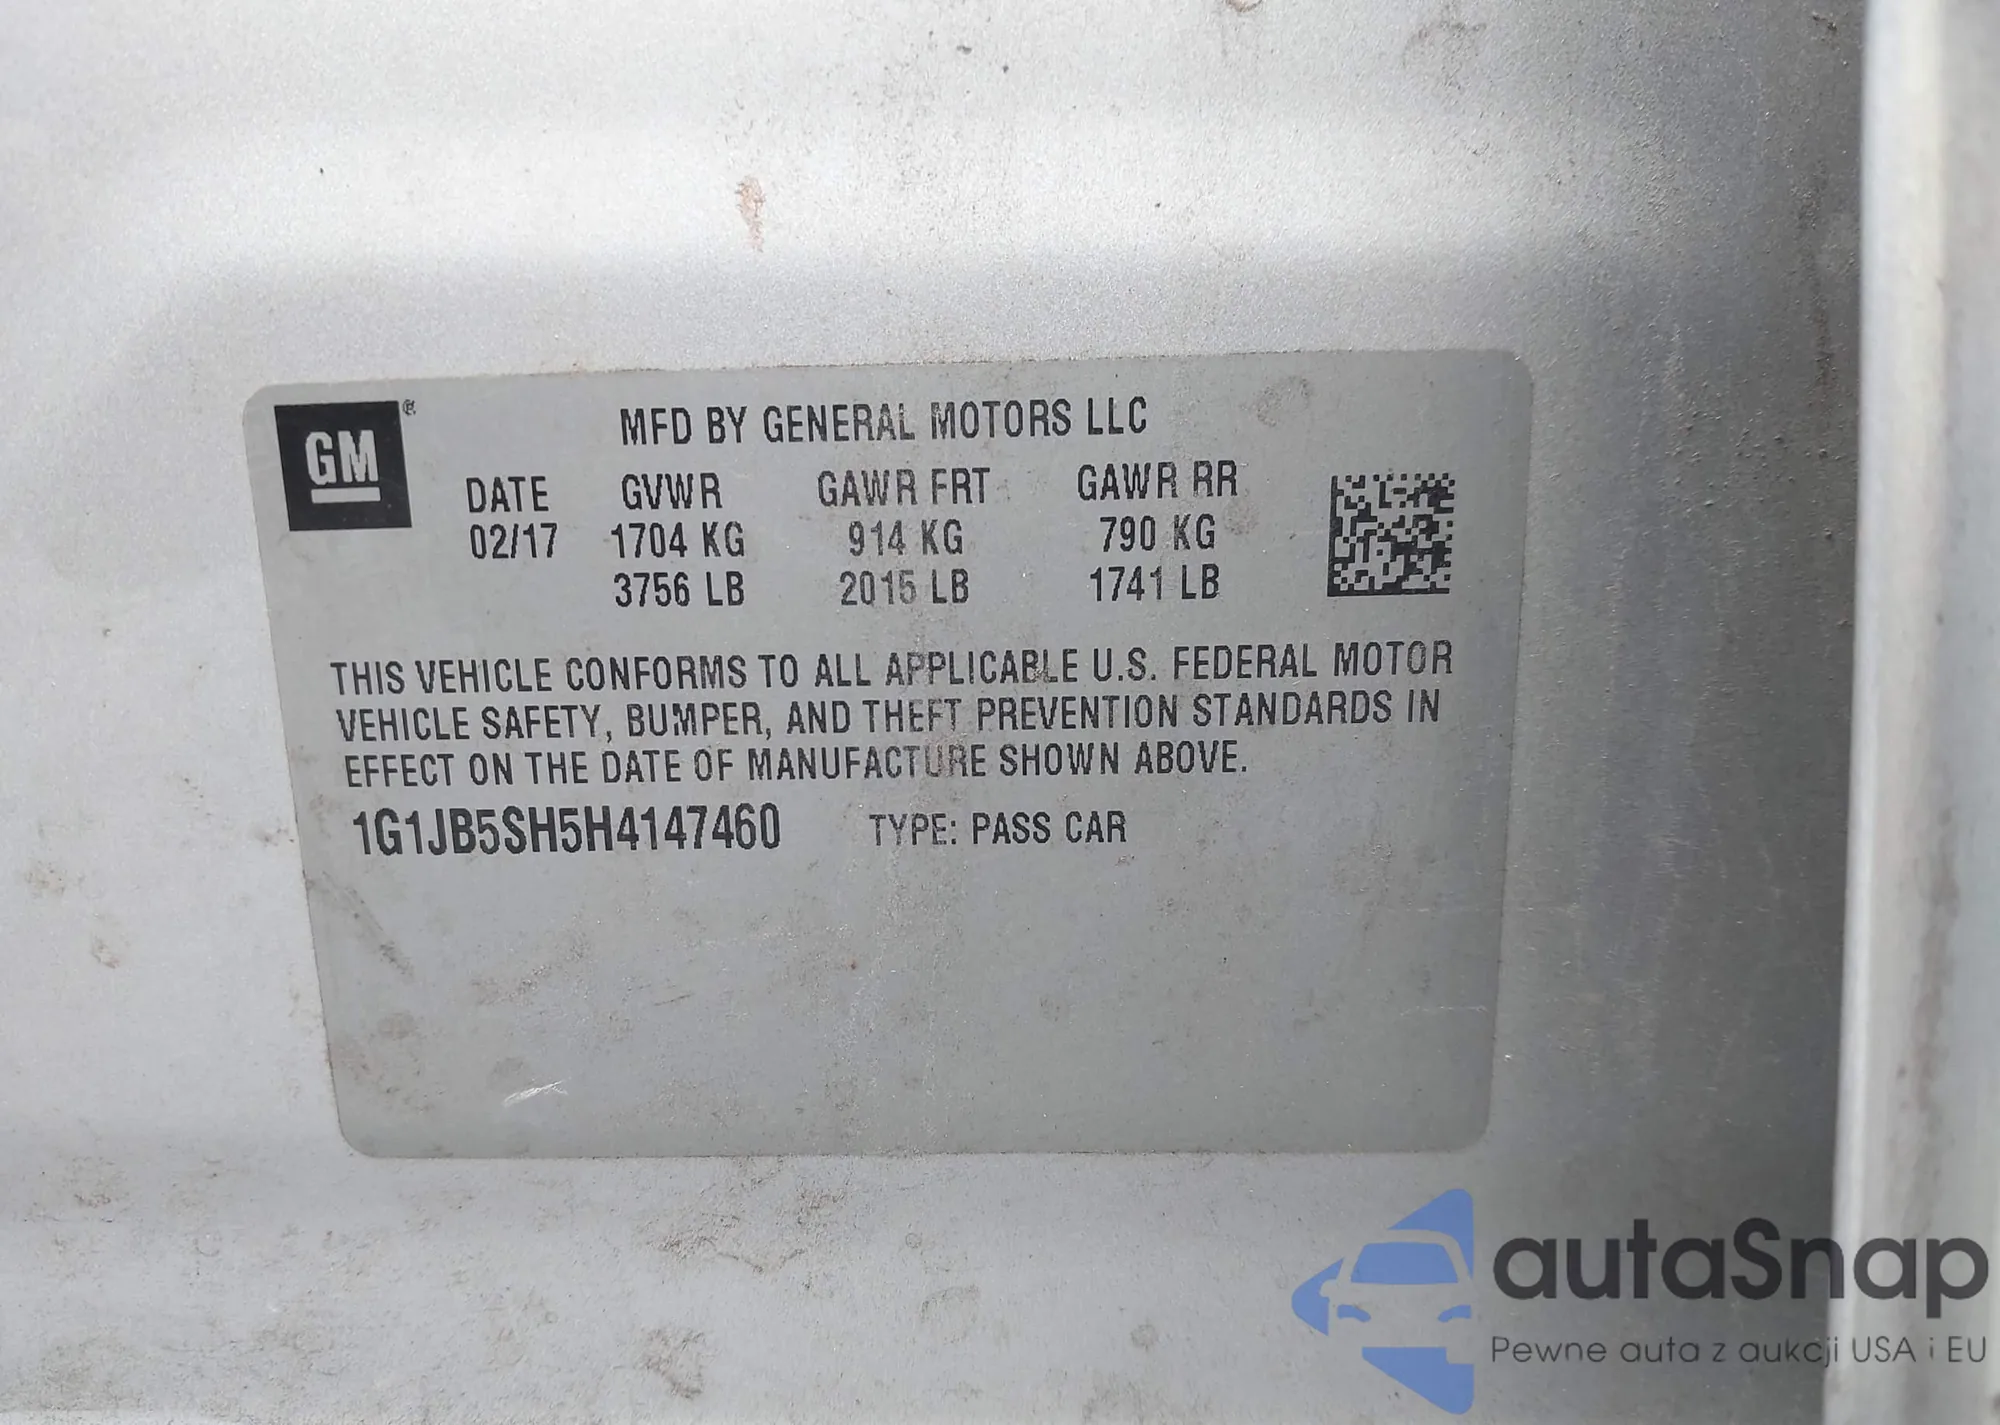 GM ®
MFD BY GENERAL MOTORS LLC
DATE GVWR GAWR FRT GAWR RR
02/17 1704 KG 914 KG 790 KG
3756 LB 2015 LB 1741 LB
THIS VEHICLE CONFORMS TO ALL APPLICABLE U.S. FEDERAL MOTOR
VEHICLE SAFETY, BUMPER, AND THEFT PREVENTION STANDARDS IN
EFFECT ON THE DATE OF MANUFACTURE SHOWN ABOVE.
1G1JB5SH5H4147460 TYPE: PASS CAR
autaSnap
Pewne auta z aukcji USA i EU